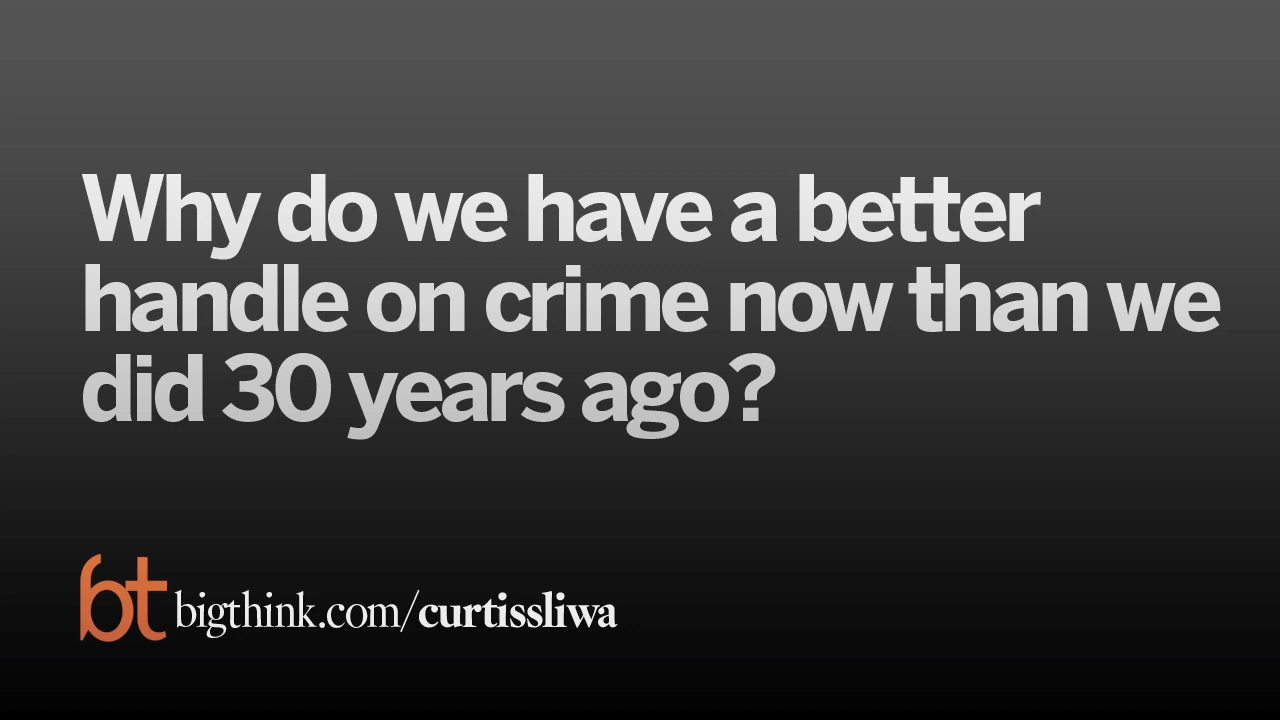 Why do we have a better
handle on crime now than we
did 30 years ago?
bt bigthink.com/curtissliwa